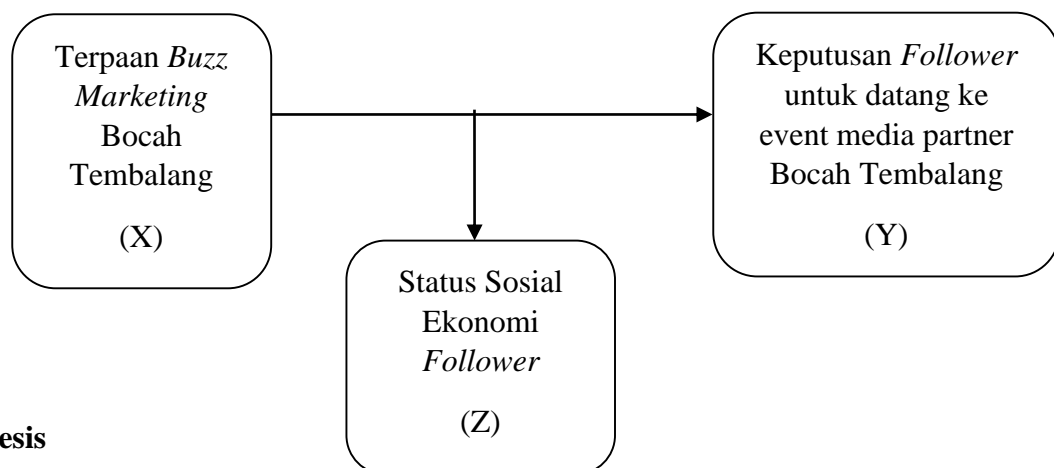 Terpaan Buzz
Marketing
Bocah
Tembalang
(X)
Keputusan Follower
untuk datang ke
event media partner
Bocah Tembalang
(Y)
Status Sosial
Ekonomi
Follower
(Z)
esis